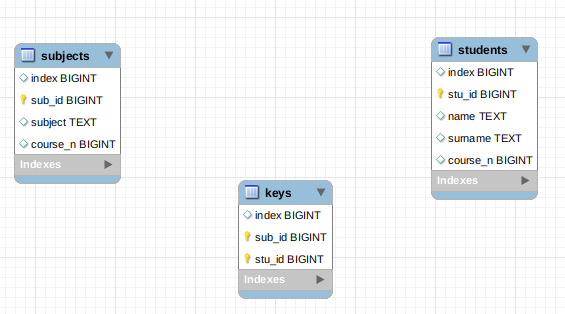 subjects
index BIGINT
sub_id BIGINT
subject TEXT
course_n BIGINT
Indexes
students
index BIGINT
stu_id BIGINT
name TEXT
surname TEXT
course_n BIGINT
Indexes
keys
index BIGINT
sub_id BIGINT
stu_id BIGINT
Indexes